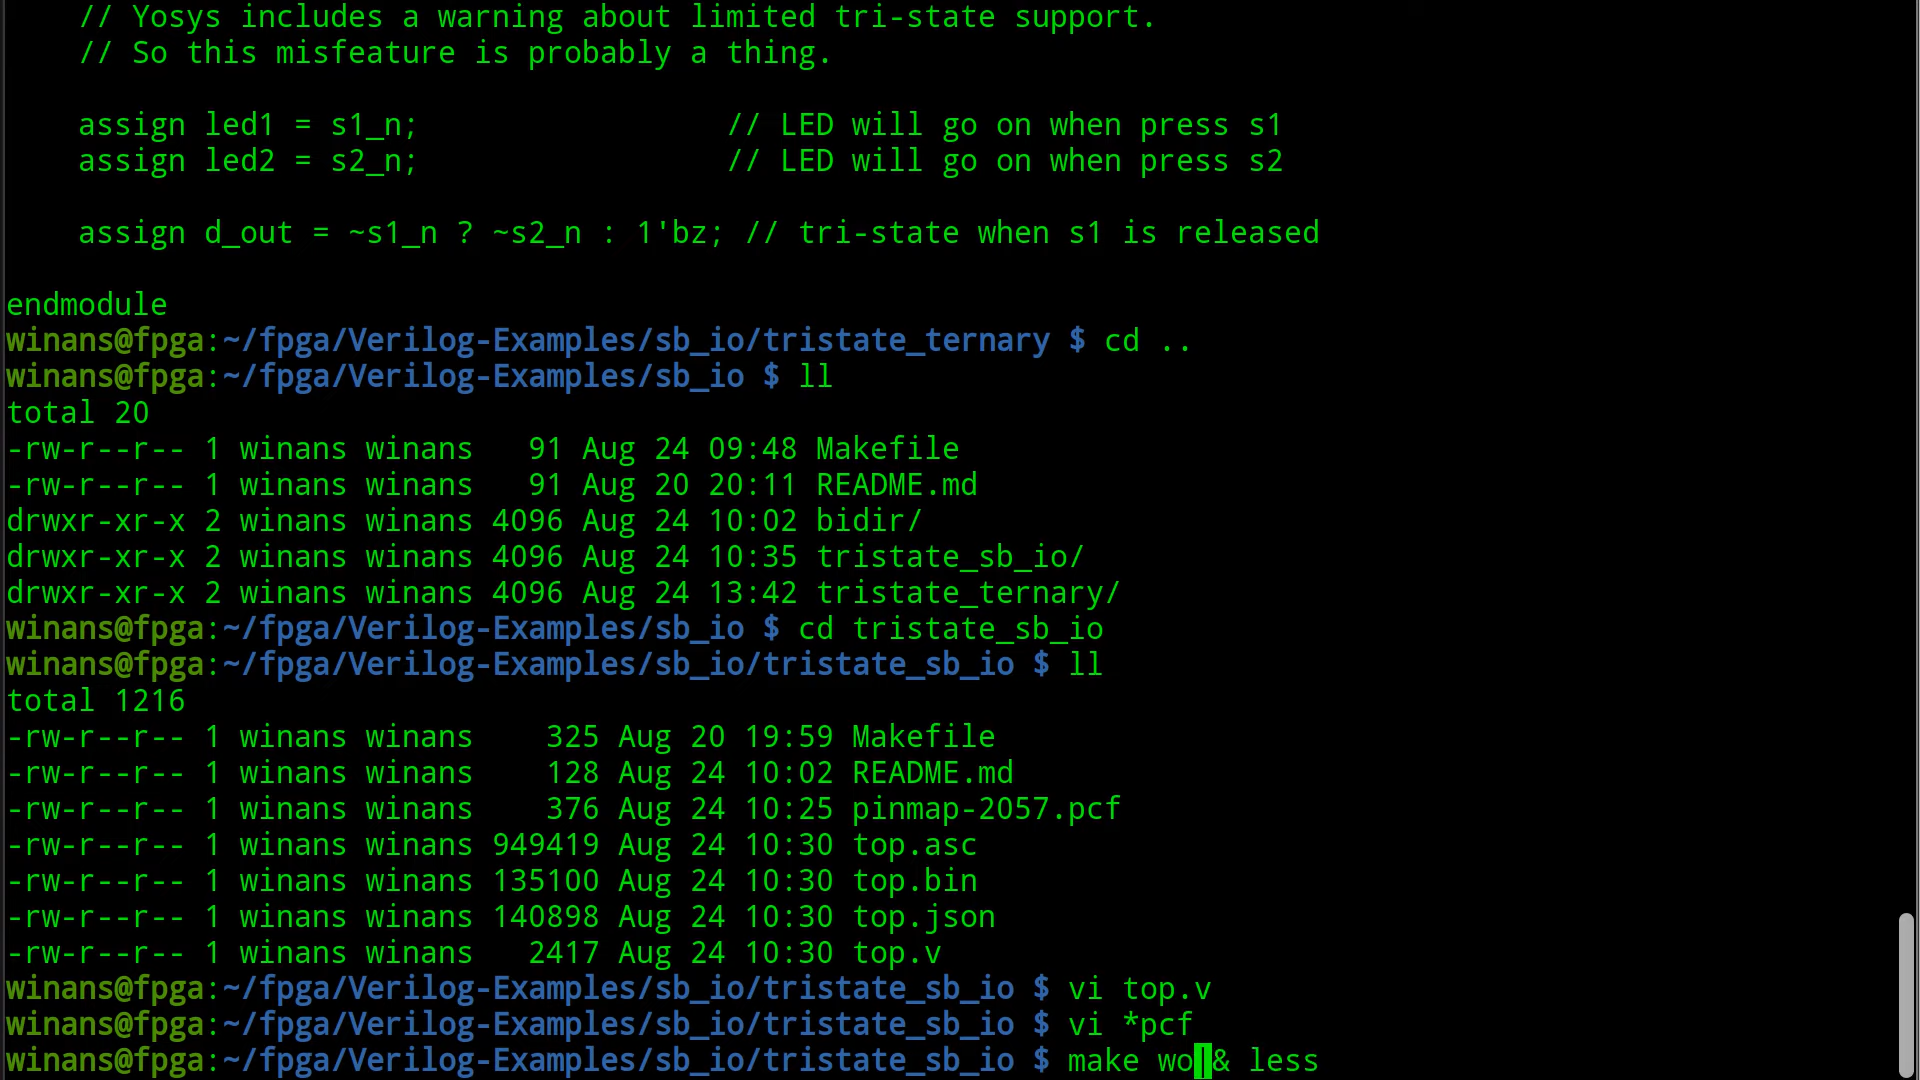 // Yosys includes a warning about limited tri-state support.
// So this misfeature is probably a thing.
assign led1 = s1_n; // LED will go on when press s1
assign led2 = s2_n; // LED will go on when press s2
assign d_out = ~s1_n ? ~s2_n : 1'bz; // tri-state when s1 is released
endmodule
winans@fpga:~/fpga/Verilog-Examples/sb_io/tristate_ternary $ cd ..
winans@fpga:~/fpga/Verilog-Examples/sb_io $ ll
total 20
-rw-r--r-- 1 winans winans 91 Aug 24 09:48 Makefile
-rw-r--r-- 1 winans winans 91 Aug 20 20:11 README.md
drwxr-xr-x 2 winans winans 4096 Aug 24 10:02 bidir/
drwxr-xr-x 2 winans winans 4096 Aug 24 10:35 tristate_sb_io/
drwxr-xr-x 2 winans winans 4096 Aug 24 13:42 tristate_ternary/
winans@fpga:~/fpga/Verilog-Examples/sb_io $ cd tristate_sb_io
winans@fpga:~/fpga/Verilog-Examples/sb_io/tristate_sb_io $ ll
total 1216
-rw-r--r-- 1 winans winans 325 Aug 20 19:59 Makefile
-rw-r--r-- 1 winans winans 128 Aug 24 10:02 README.md
-rw-r--r-- 1 winans winans 376 Aug 24 10:25 pinmap-2057.pcf
-rw-r--r-- 1 winans winans 949419 Aug 24 10:30 top.asc
-rw-r--r-- 1 winans winans 135100 Aug 24 10:30 top.bin
-rw-r--r-- 1 winans winans 140898 Aug 24 10:30 top.json
-rw-r--r-- 1 winans winans 2417 Aug 24 10:30 top.v
winans@fpga:~/fpga/Verilog-Examples/sb_io/tristate_sb_io $ vi top.v
winans@fpga:~/fpga/Verilog-Examples/sb_io/tristate_sb_io $ vi *pcf
winans@fpga:~/fpga/Verilog-Examples/sb_io/tristate_sb_io $ make wo|& less